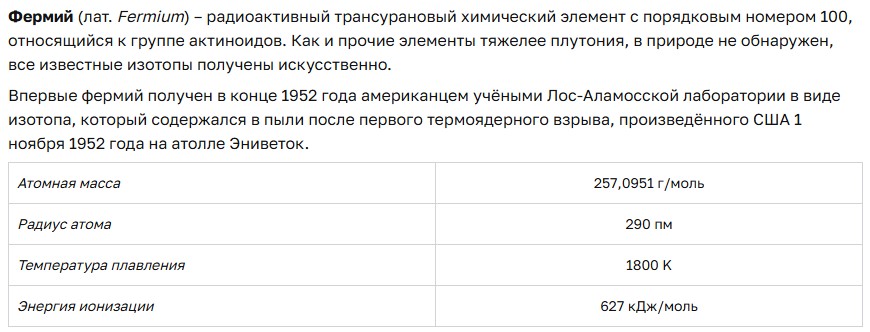 Фермий (лат. Fermium) – радиоактивный трансурановый химический элемент с порядковым номером 100,
относящийся к группе актиноидов. Как и прочие элементы тяжелее плутония, в природе не обнаружен,
все известные изотопы получены искусственно.
Впервые фермий получен в конце 1952 года американцем учёными Лос-Аламосской лаборатории в виде
изотопа, который содержался в пыли после первого термоядерного взрыва, произведённого США 1
ноября 1952 года на атолле Эниветок.
Атомная масса 257,0951 г/моль
Радиус атома 290 пм
Температура плавления 1800 К
Энергия ионизации 627 кДж/моль